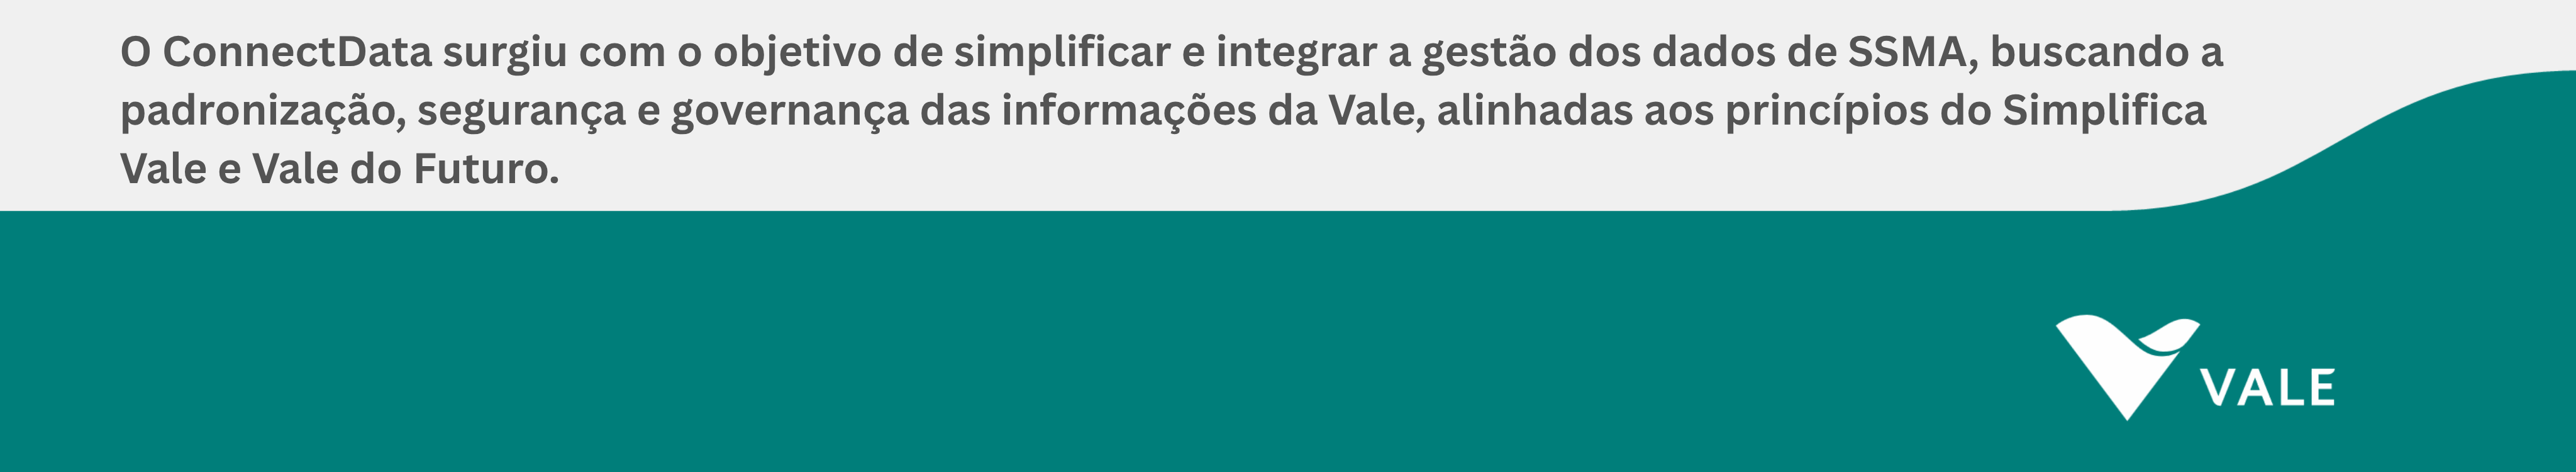 O ConnectData surgiu com o objetivo de simplificar e integrar a gestão dos dados de SSMA, buscando a
padronização, segurança e governança das informações da Vale, alinhadas aos princípios do Simplifica
Vale e Vale do Futuro.
VALE